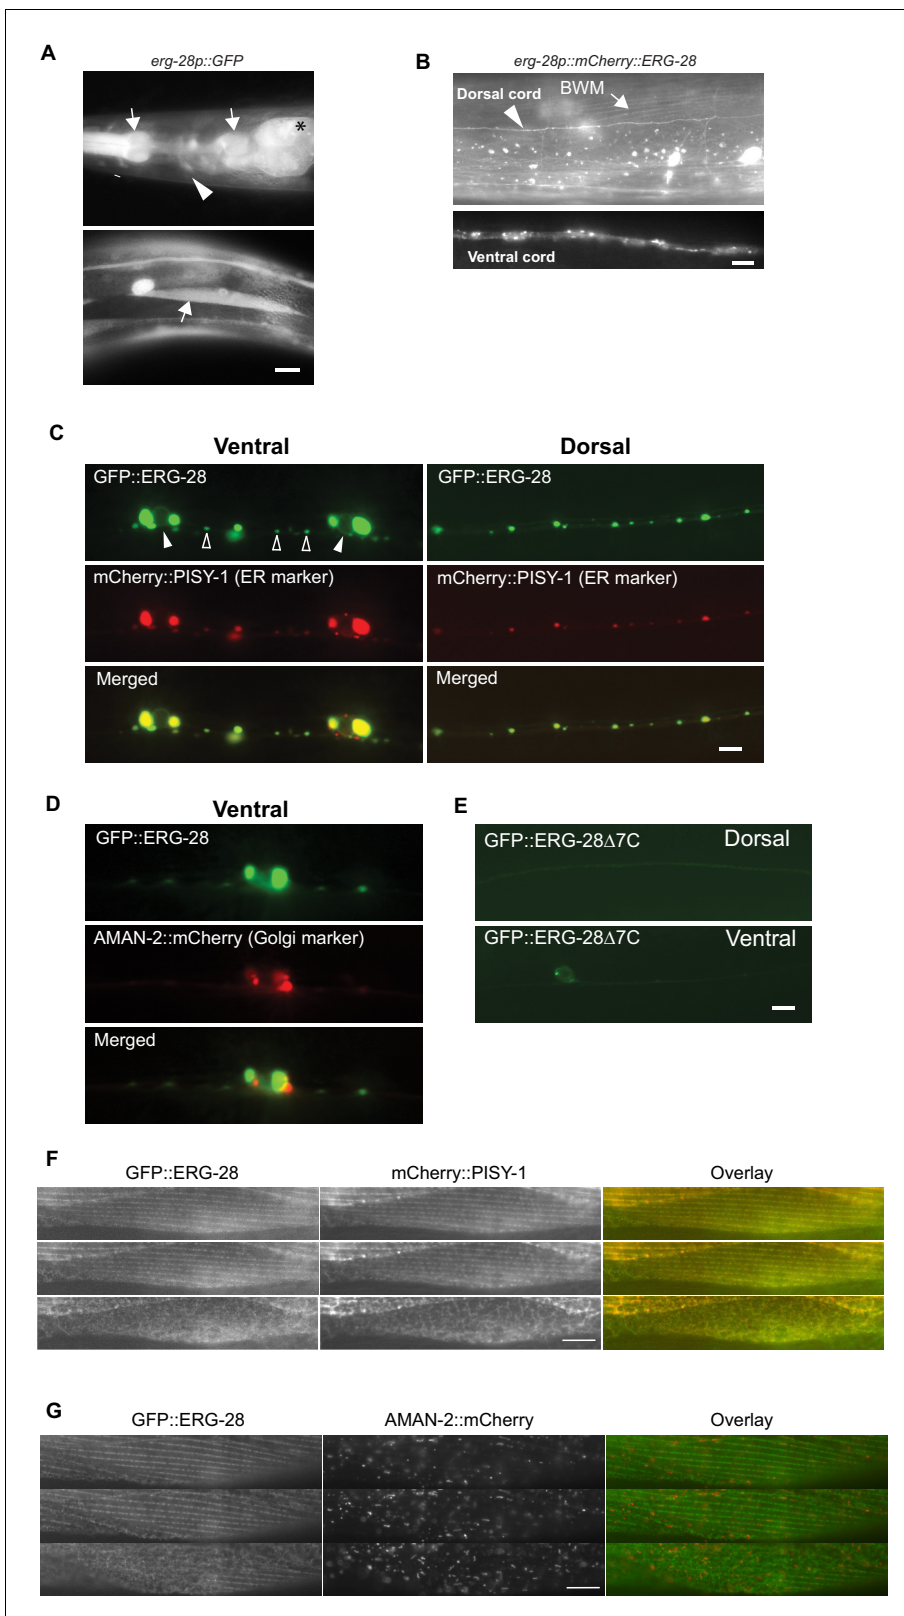 A
erg-28p::GFP
*
B
erg-28p::mCherry::ERG-28
Dorsal cord
BWM
Ventral cord
C
Ventral
Dorsal
GFP::ERG-28
GFP::ERG-28
mCherry::PISY-1 (ER marker)
mCherry::PISY-1 (ER marker)
Merged
Merged
D
Ventral
GFP::ERG-28
AMAN-2::mCherry (Golgi marker)
Merged
E
GFP::ERG-28Δ7C
Dorsal
GFP::ERG-28Δ7C
Ventral
F
GFP::ERG-28
mCherry::PISY-1
Overlay
G
GFP::ERG-28
AMAN-2::mCherry
Overlay